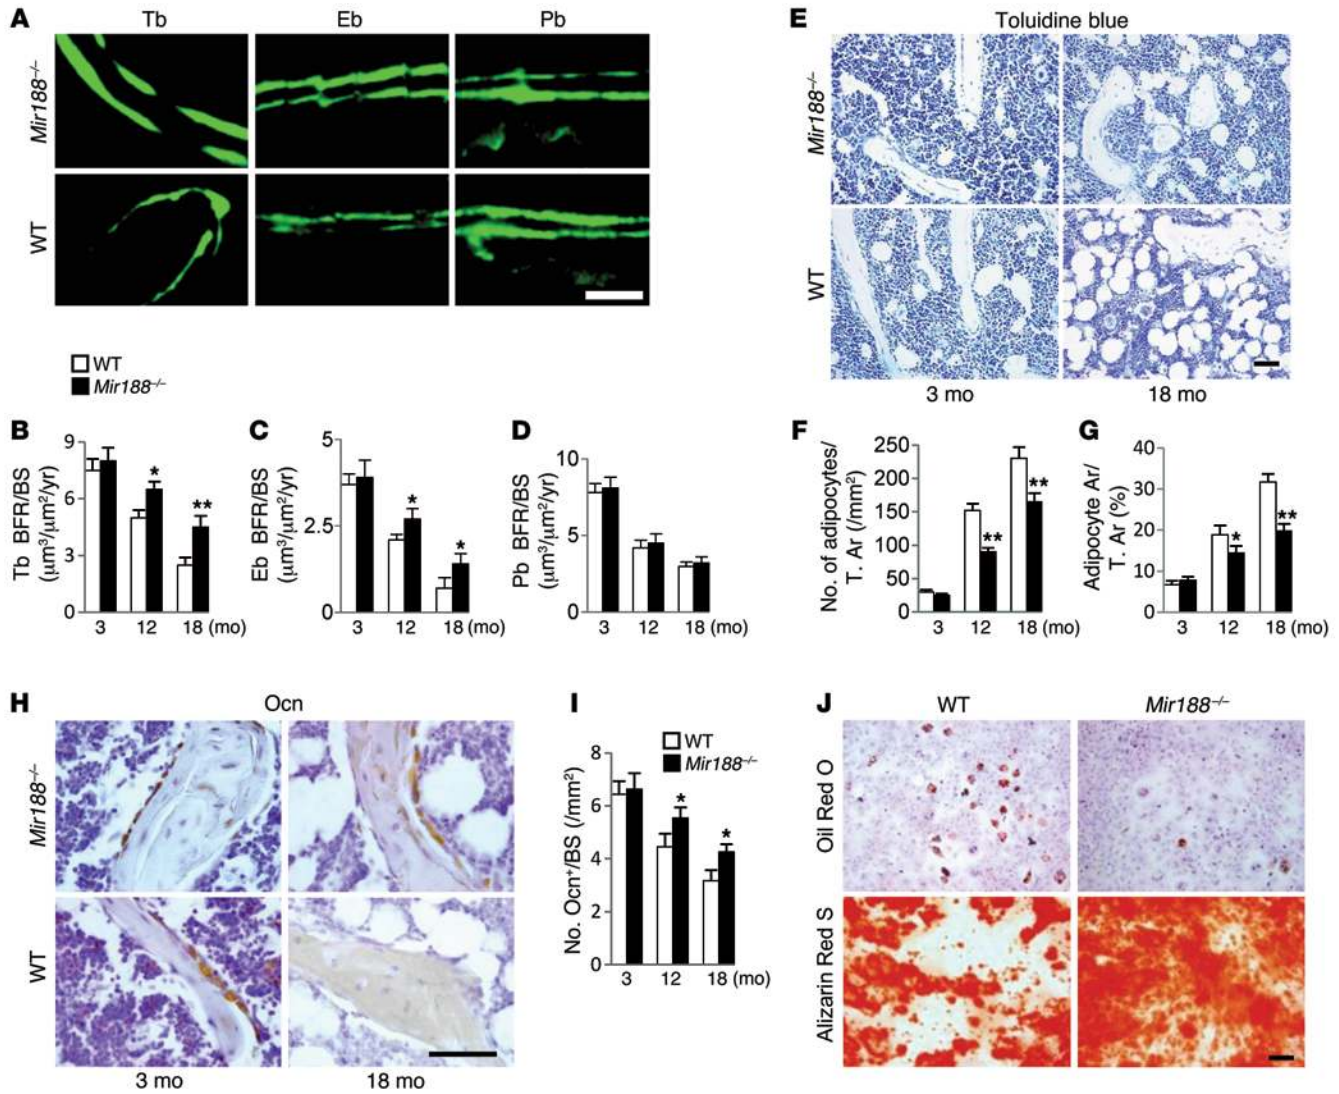 A
Tb
Eb
Pb
Mir188–/–
WT
WT
Mir188–/–
B
Tb BFR/BS
(μm³/μm²/yr)
9
6
3
0
*
**
3
12
18 (mo)
C
Eb BFR/BS
(μm³/μm²/yr)
5
2.5
0
*
*
3
12
18 (mo)
D
Pb BFR/BS
(μm³/μm²/yr)
10
5
0
3
12
18 (mo)
E
Toluidine blue
Mir188–/–
WT
3 mo
18 mo
F
No. of adipocytes/
T. Ar (/mm²)
250
200
150
100
50
0
**
**
3
12
18 (mo)
G
Adipocyte Ar/
T. Ar (%)
40
30
20
10
0
*
**
3
12
18 (mo)
H
Ocn
Mir188–/–
WT
3 mo
18 mo
I
WT
Mir188–/–
No. Ocn⁺/BS (/mm²)
8
6
4
2
0
*
*
3
12
18 (mo)
J
WT
Mir188–/–
Oil Red O
Alizarin Red S